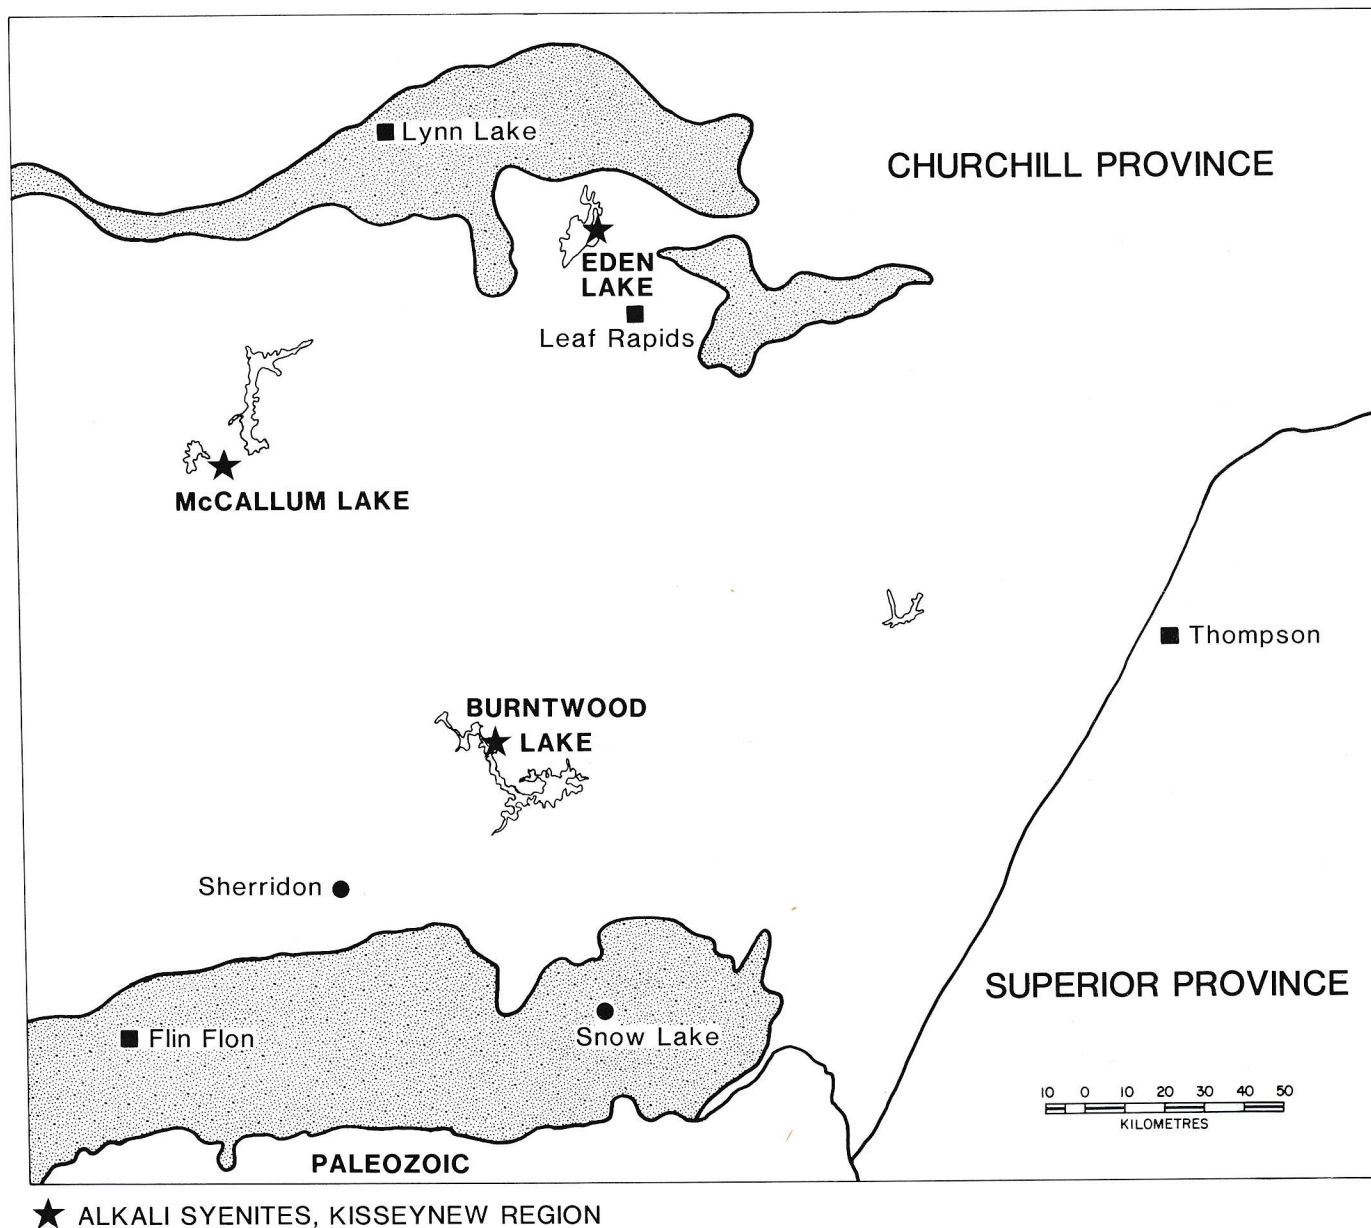 Lynn Lake
CHURCHILL PROVINCE
EDEN
LAKE
Leaf Rapids
McCALLUM LAKE
Thompson
BURNTWOOD
LAKE
Sherridon
SUPERIOR PROVINCE
Flin Flon
Snow Lake
10 0 10 20 30 40 50
KILOMETRES
PALEOZOIC
ALKALI SYENITES, KISSEYNEW REGION